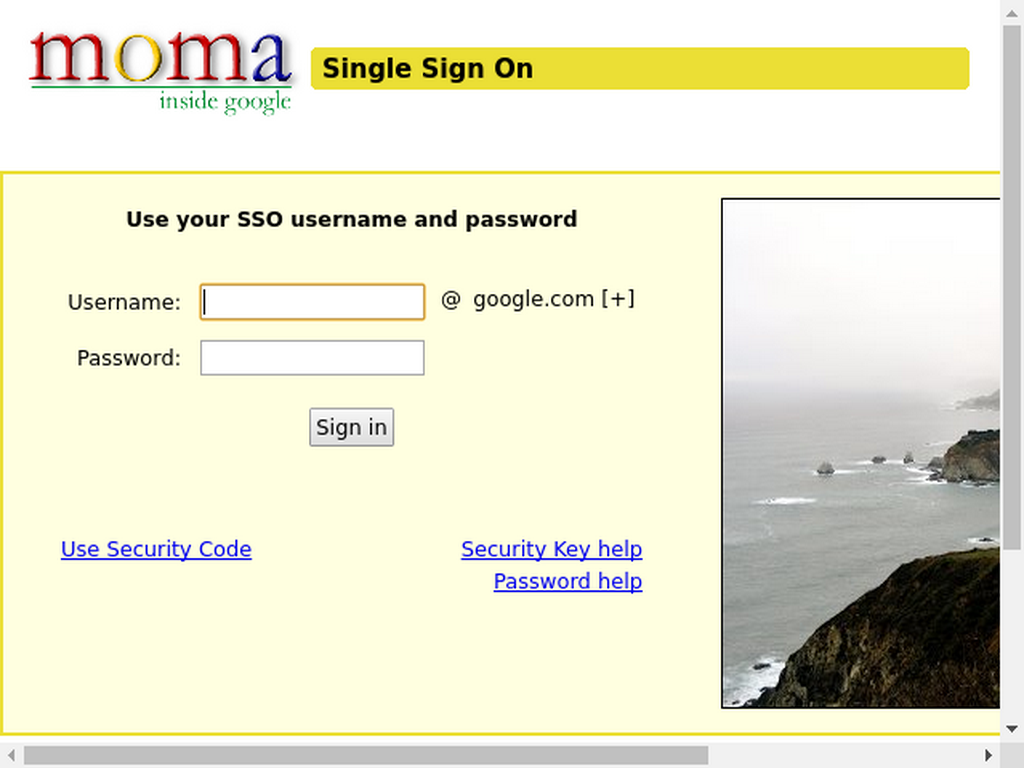 moma
inside google
Single Sign On
Use your SSO username and password
Username: @ google.com [+]
Password:
Sign in
Use Security Code
Security Key help
Password help